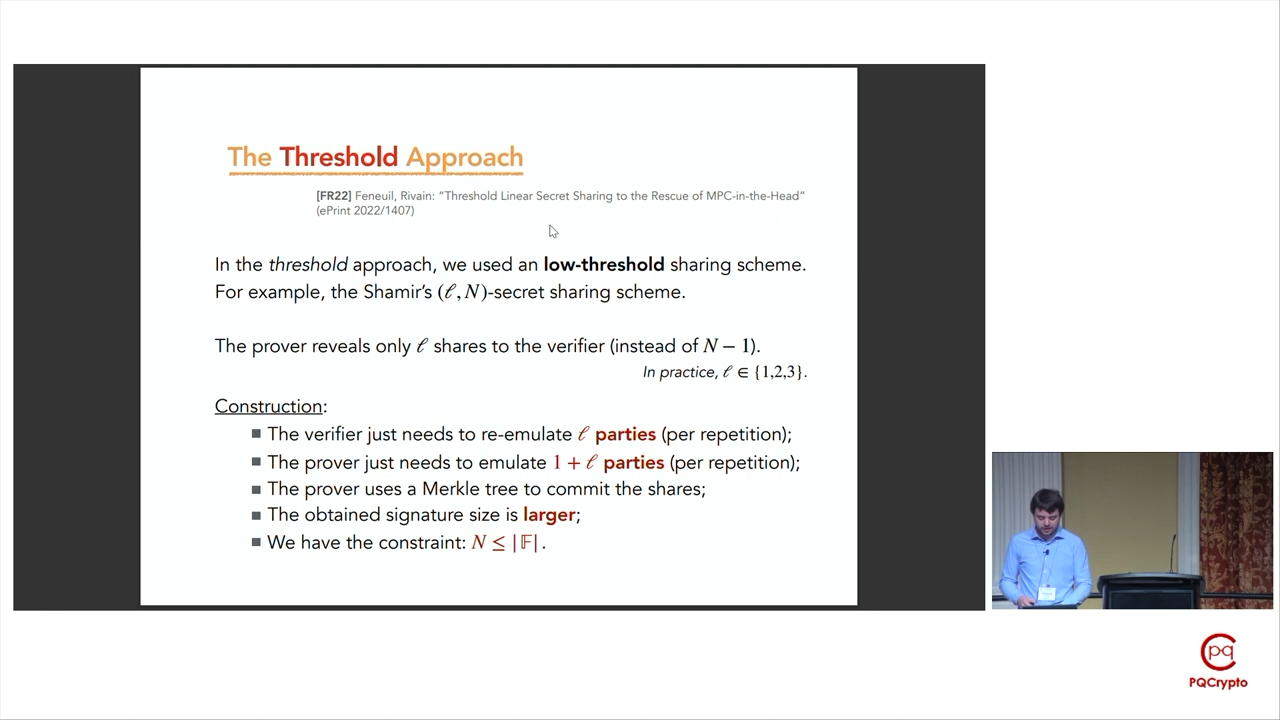 The Threshold Approach
[FR22] Feneuil, Rivain: “Threshold Linear Secret Sharing to the Rescue of MPC-in-the-Head”
(ePrint 2022/1407)
In the threshold approach, we used an low-threshold sharing scheme.
For example, the Shamir’s (ℓ, N)-secret sharing scheme.
The prover reveals only ℓ shares to the verifier (instead of N − 1).
In practice, ℓ ∈ {1,2,3}.
Construction:
■ The verifier just needs to re-emulate ℓ parties (per repetition);
■ The prover just needs to emulate 1 + ℓ parties (per repetition);
■ The prover uses a Merkle tree to commit the shares;
■ The obtained signature size is larger;
■ We have the constraint: N ≤ |𝔽|.
pq
PQCrypto